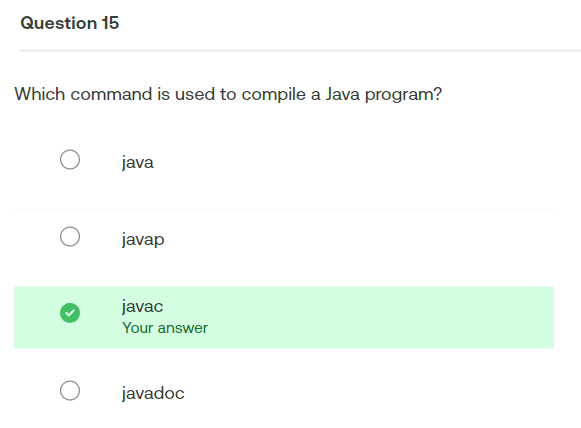 Question 15
Which command is used to compile a Java program?
java
javap
javac
Your answer
javadoc